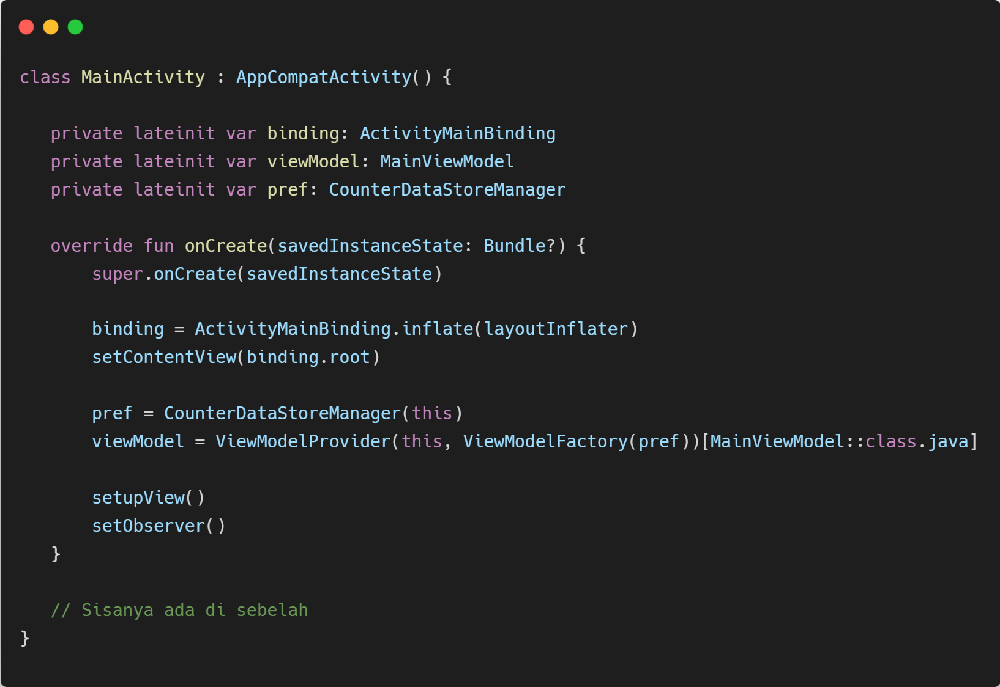 class MainActivity : AppCompatActivity() {
private lateinit var binding: ActivityMainBinding
private lateinit var viewModel: MainViewModel
private lateinit var pref: CounterDataStoreManager
override fun onCreate(savedInstanceState: Bundle?) {
super.onCreate(savedInstanceState)
binding = ActivityMainBinding.inflate(layoutInflater)
setContentView(binding.root)
pref = CounterDataStoreManager(this)
viewModel = ViewModelProvider(this, ViewModelFactory(pref))[MainViewModel::class.java]
setupView()
setObserver()
}
// Sisanya ada di sebelah
}